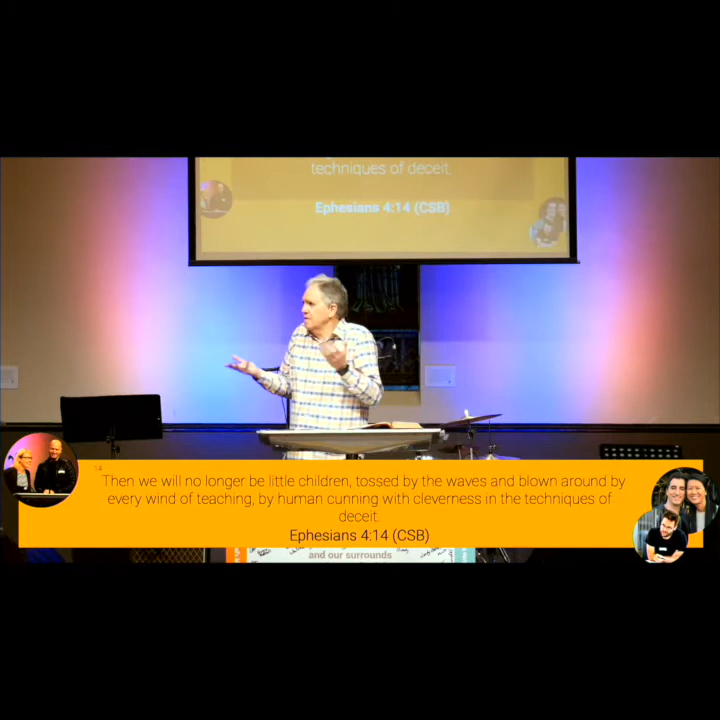 techniques of deceit.
Ephesians 4:14 (CSB)
14
Then we will no longer be little children, tossed by the waves and blown around by
every wind of teaching, by human cunning with cleverness in the techniques of
deceit.
Ephesians 4:14 (CSB)
and our surrounds